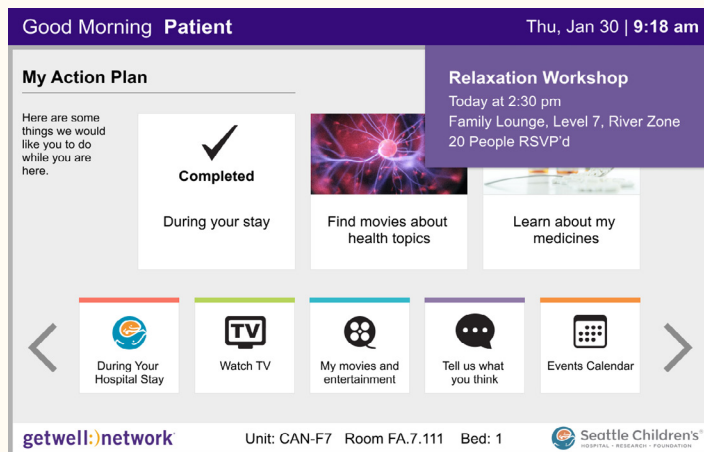 Good Morning Patient
Thu, Jan 30 | 9:18 am
My Action Plan
Relaxation Workshop
Today at 2:30 pm
Family Lounge, Level 7, River Zone
20 People RSVP'd
Here are some
things we would
like you to do
while you are
here.
Completed
During your stay
Find movies about
health topics
Learn about my
medicines
During Your
Hospital Stay
TV
Watch TV
My movies and
entertainment
Tell us what
you think
Events Calendar
getwell:)network
Unit: CAN-F7 Room FA.7.111 Bed: 1
Seattle Children's®
HOSPITAL • RESEARCH • FOUNDATION